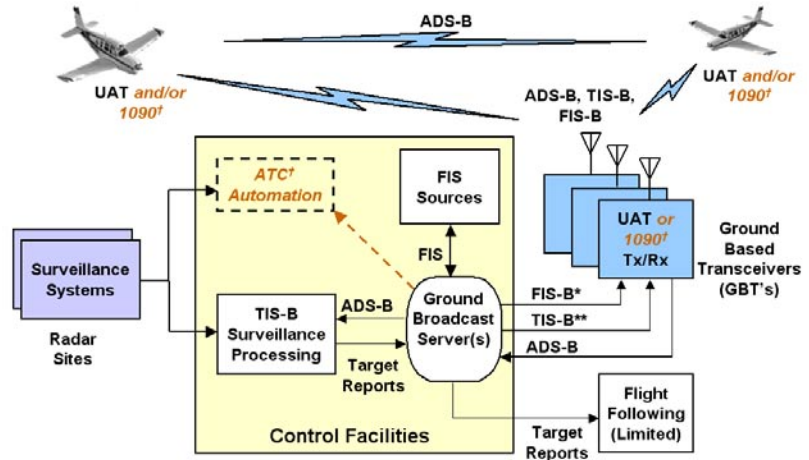 ADS-B
UAT and/or
1090†
UAT and/or
1090†
ADS-B, TIS-B,
FIS-B
ATC†
Automation
FIS
Sources
UAT or
1090†
Tx/Rx
Ground
Based
Transceivers
(GBT's)
Surveillance
Systems
Radar
Sites
FIS
TIS-B
Surveillance
Processing
ADS-B
Target
Reports
Ground
Broadcast
Server(s)
FIS-B*
TIS-B**
ADS-B
Flight
Following
(Limited)
Target
Reports
Control Facilities